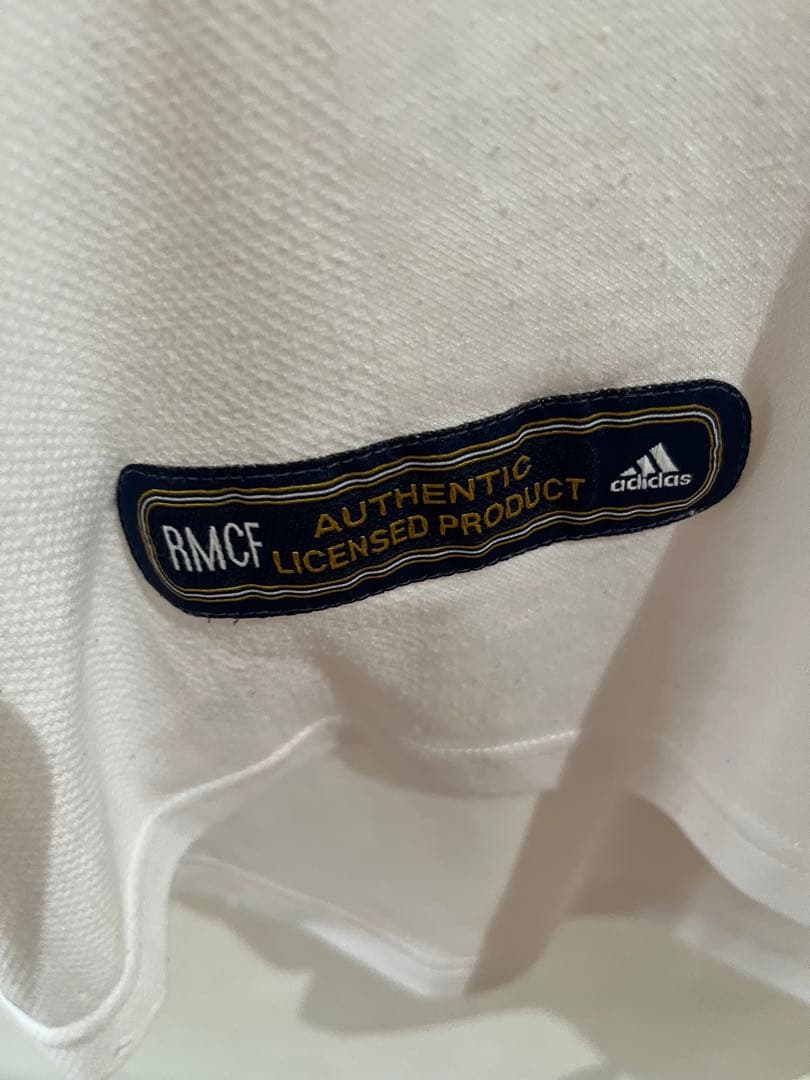 RMCF
AUTHENTIC
LICENSED PRODUCT
adidas